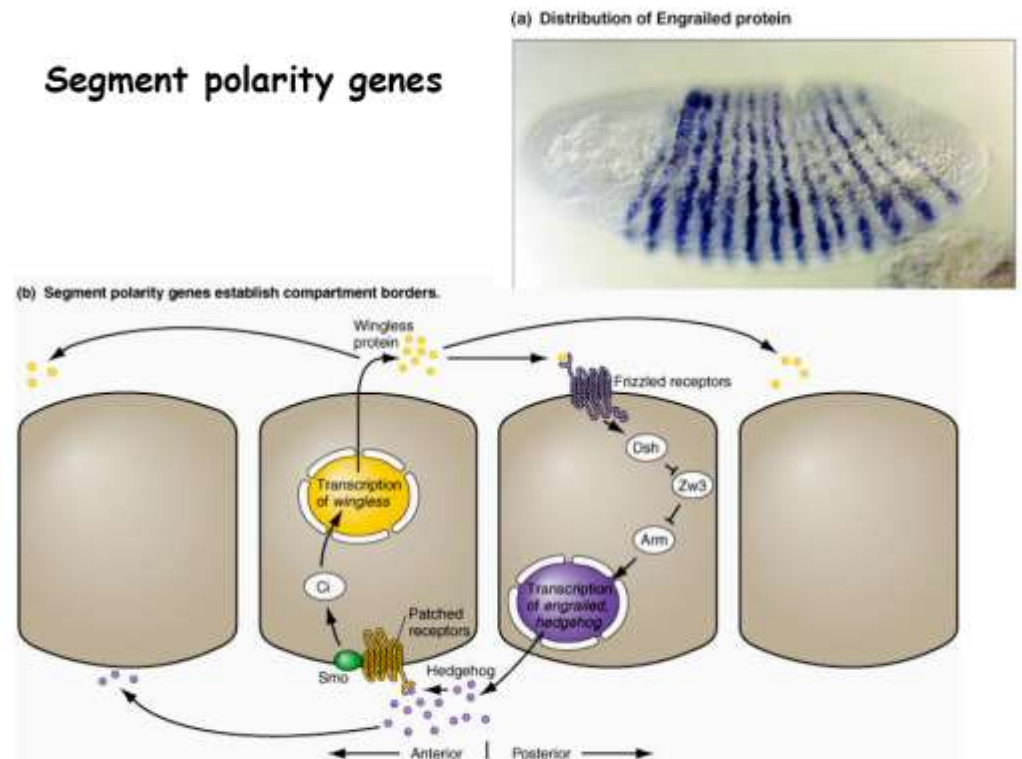 (a) Distribution of Engrailed protein
Segment polarity genes
(b) Segment polarity genes establish compartment borders.
Wingless
protein
Frizzled receptors
Dsh
Zw3
Arm
Transcription
of wingless
Ci
Transcription
of engrailed,
hedgehog
Patched
receptors
Smo
Hedgehog
Anterior
Posterior